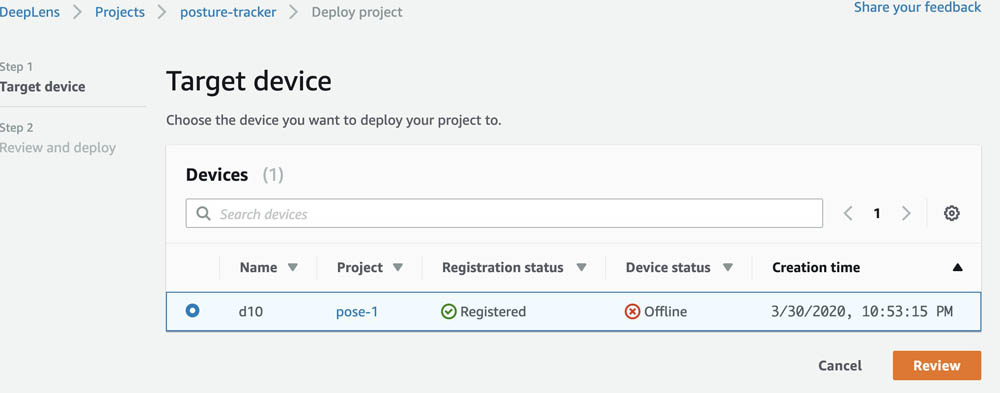 DeepLens > Projects > posture-tracker > Deploy project
Share your feedback
Step 1
Target device
Step 2
Review and deploy
Target device
Choose the device you want to deploy your project to.
Devices (1)
Search devices
1
Name Project Registration status Device status Creation time
d10 pose-1 Registered Offline 3/30/2020, 10:53:15 PM
Cancel Review